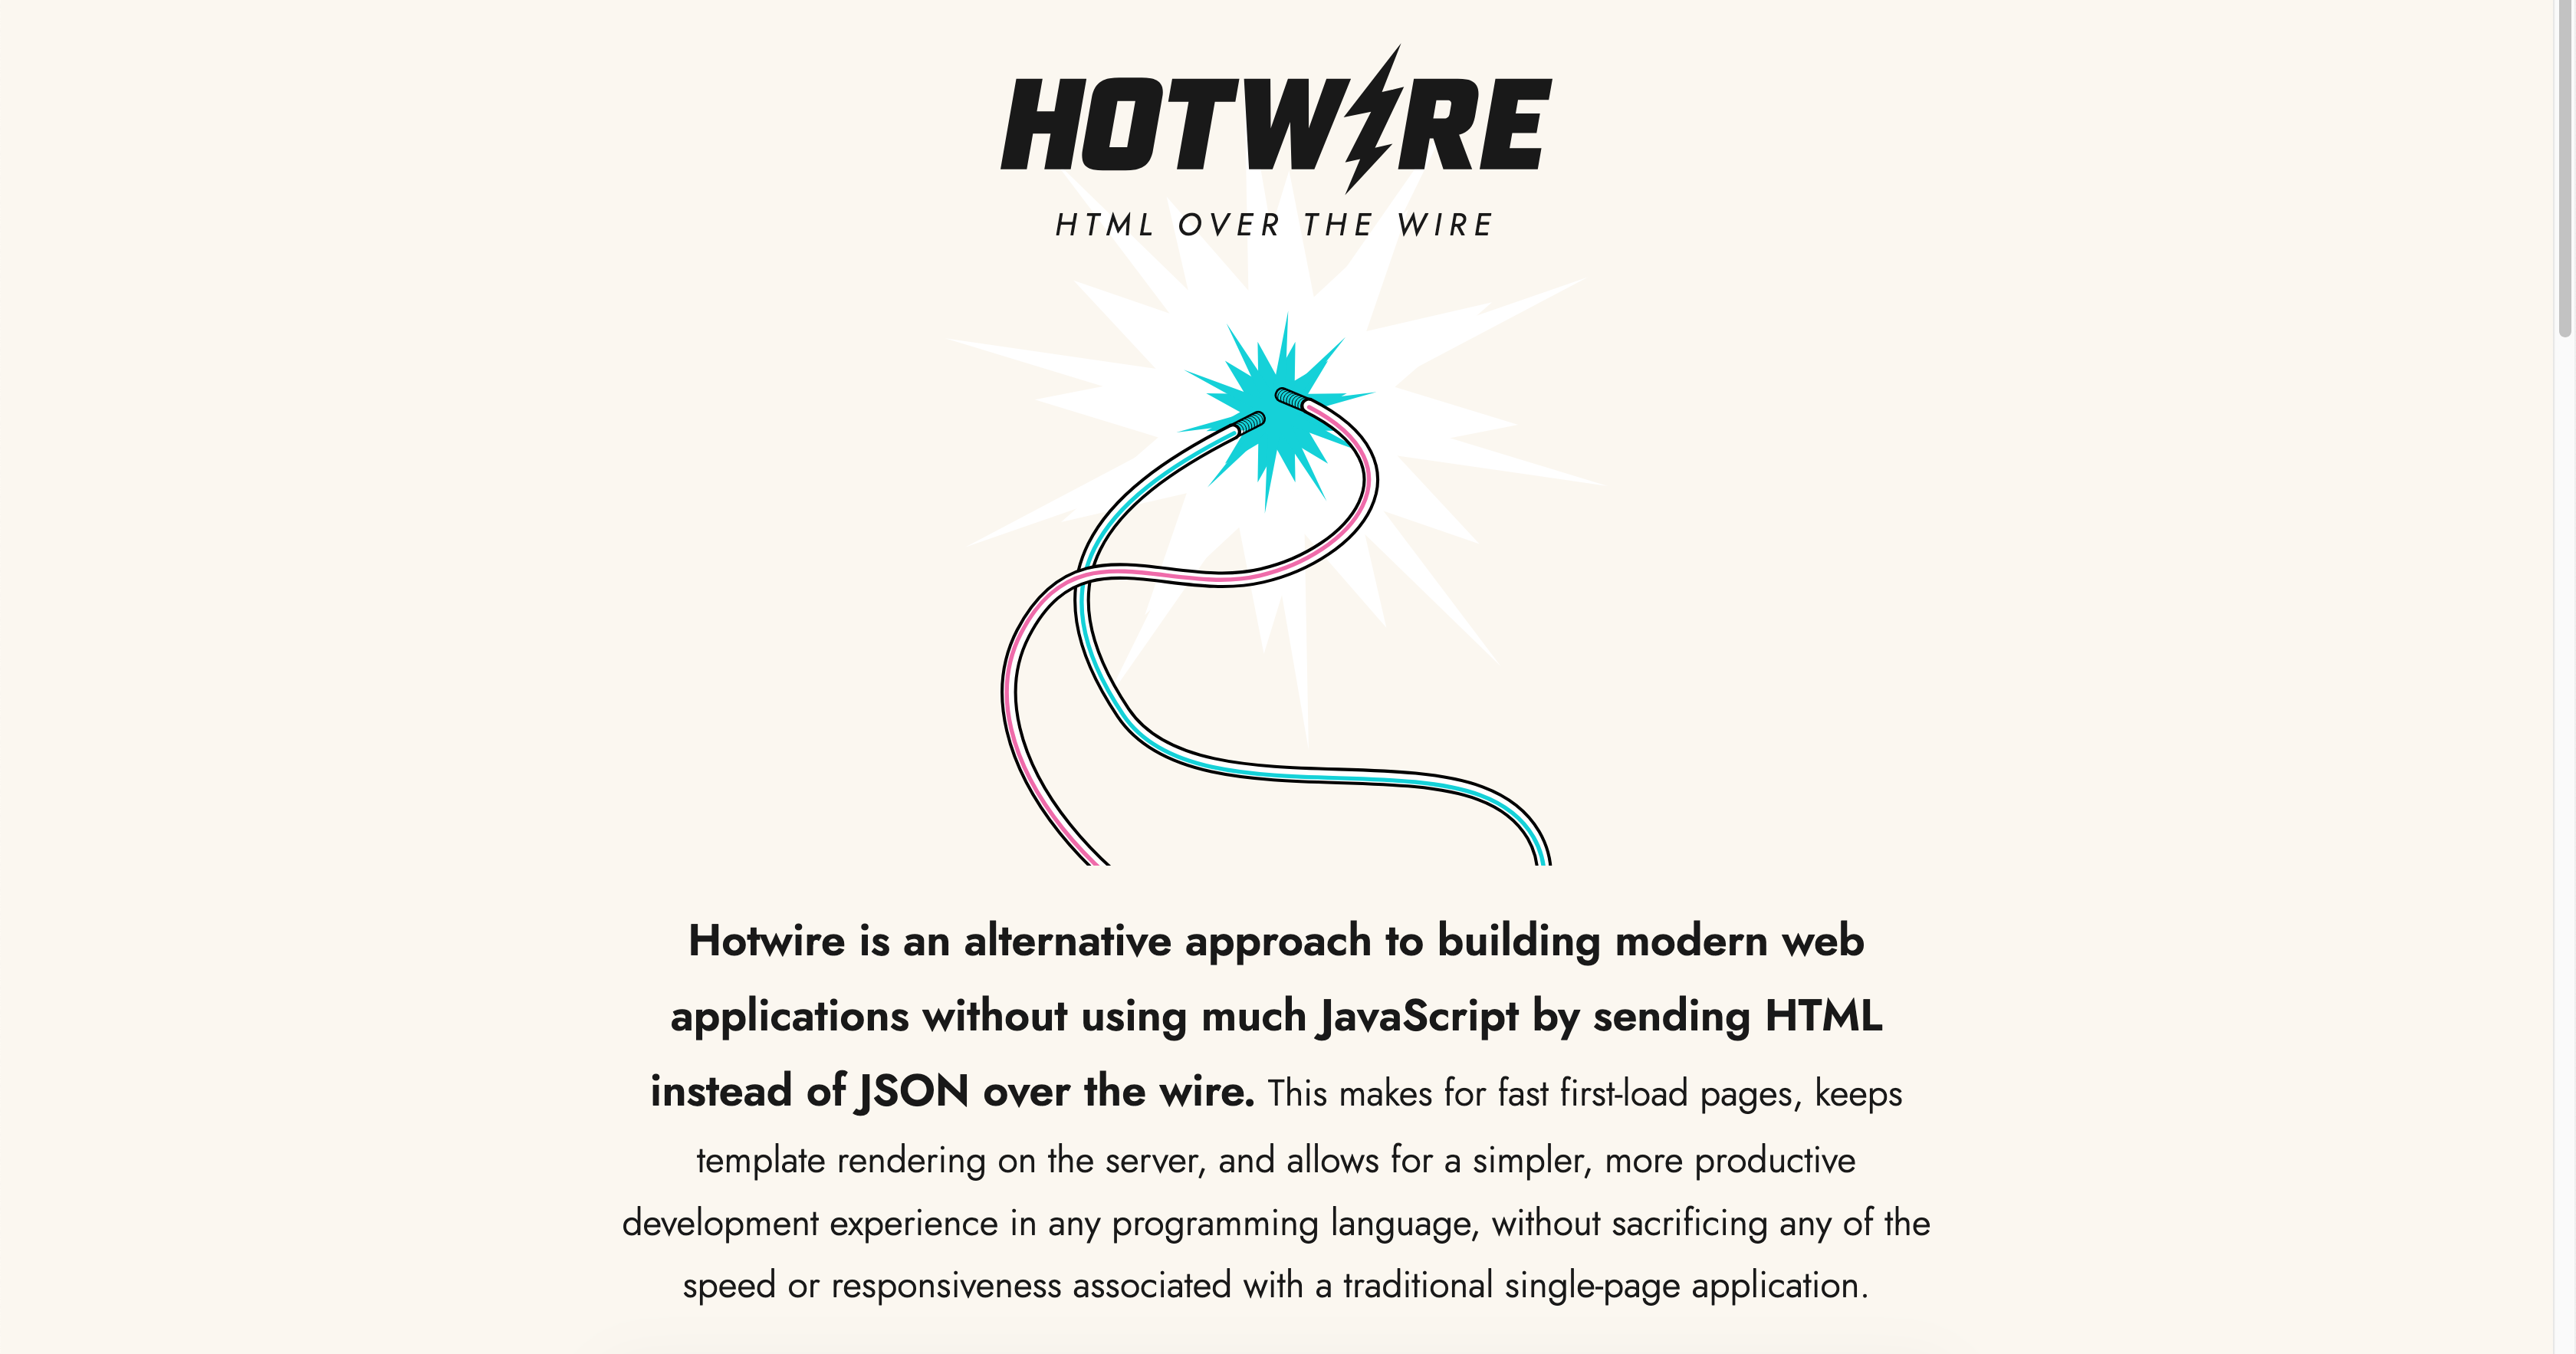 HOTWIRE
HTML OVER THE WIRE
Hotwire is an alternative approach to building modern web
applications without using much JavaScript by sending HTML
instead of JSON over the wire. This makes for fast first-load pages, keeps
template rendering on the server, and allows for a simpler, more productive
development experience in any programming language, without sacrificing any of the
speed or responsiveness associated with a traditional single-page application.